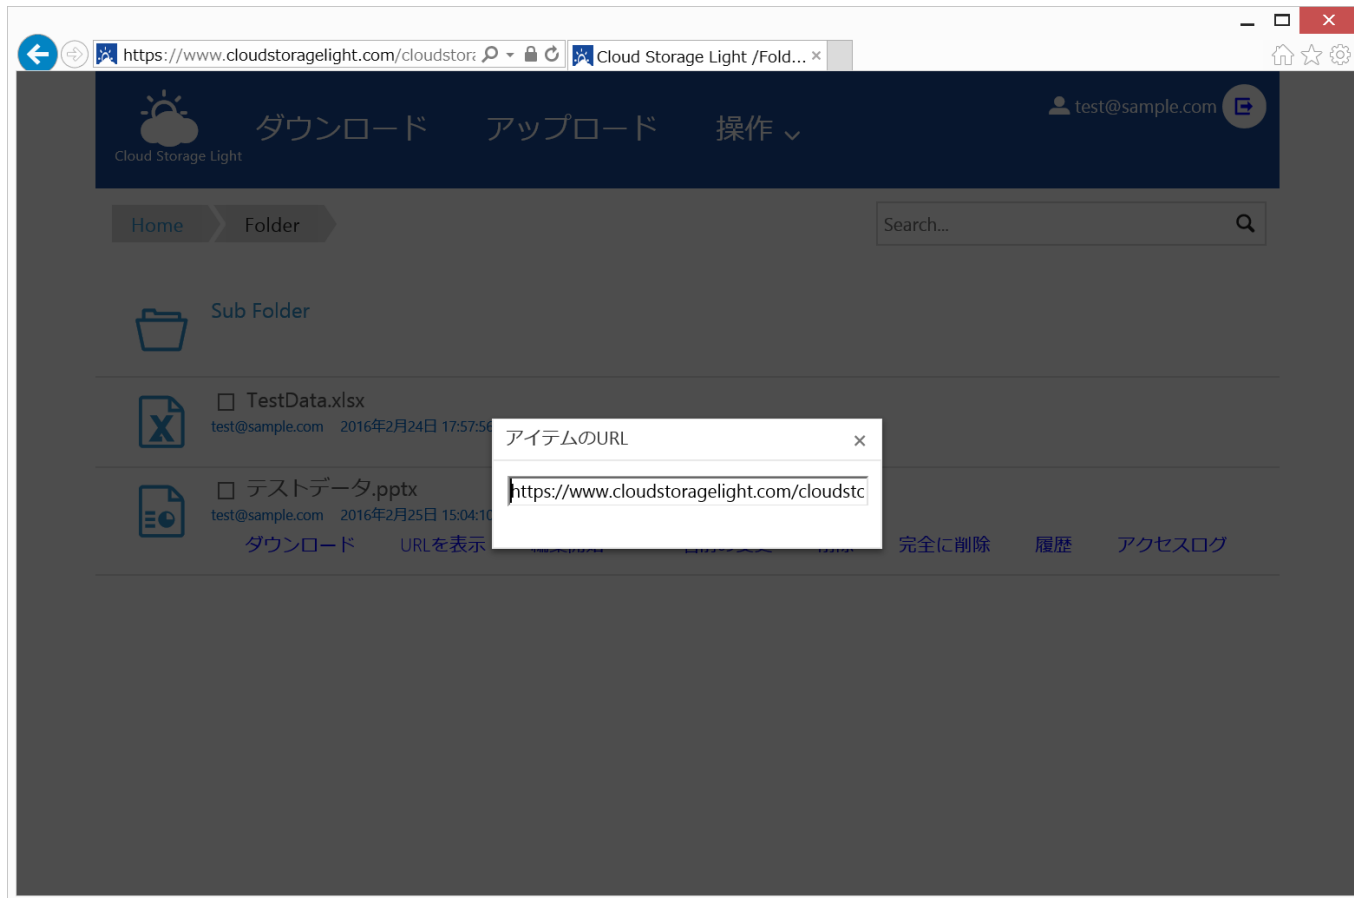 https://www.cloudstoragelight.com/cloudstora
Cloud Storage Light /Fold...
Cloud Storage Light
ダウンロード アップロード 操作
test@sample.com
Home Folder
Search...
Sub Folder
TestData.xlsx
test@sample.com 2016年2月24日 17:57:56
テストデータ.pptx
test@sample.com 2016年2月25日 15:04:10
ダウンロード URLを表示 完全に削除 履歴 アクセスログ
アイテムのURL
https://www.cloudstoragelight.com/cloudstc